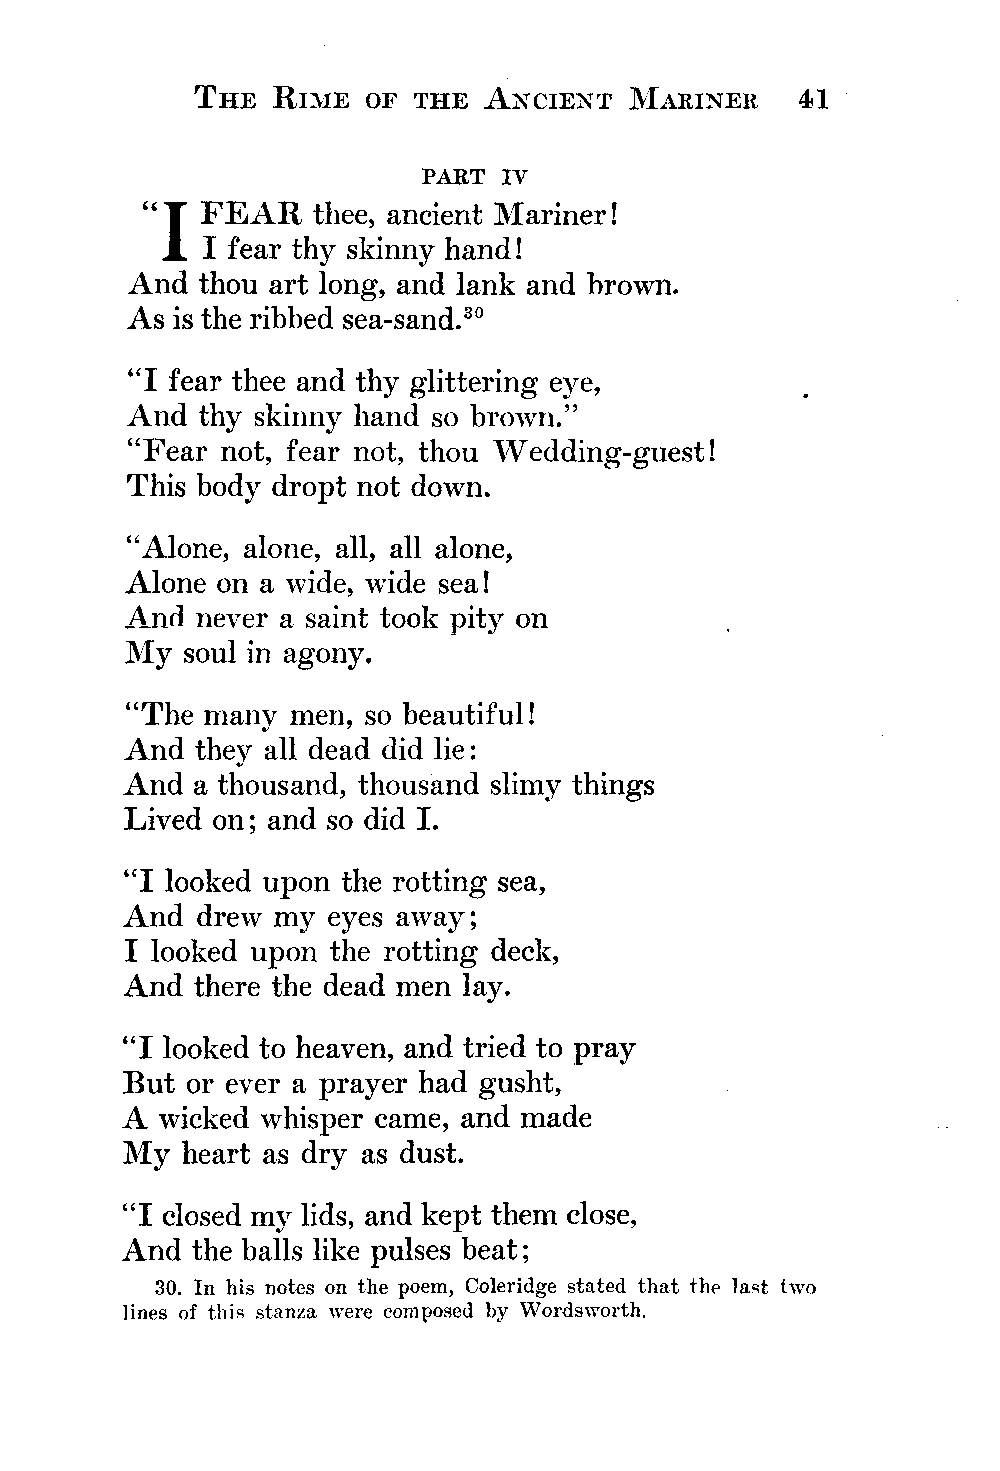 THE RIME OF THE ANCIENT MARINER 41
PART IV
"I FEAR thee, ancient Mariner!
I fear thy skinny hand!
And thou art long, and lank and brown.
As is the ribbed sea-sand.³⁰
"I fear thee and thy glittering eye,
And thy skinny hand so brown."
"Fear not, fear not, thou Wedding-guest!
This body dropt not down.
"Alone, alone, all, all alone,
Alone on a wide, wide sea!
And never a saint took pity on
My soul in agony.
"The many men, so beautiful!
And they all dead did lie:
And a thousand, thousand slimy things
Lived on; and so did I.
"I looked upon the rotting sea,
And drew my eyes away;
I looked upon the rotting deck,
And there the dead men lay.
"I looked to heaven, and tried to pray
But or ever a prayer had gusht,
A wicked whisper came, and made
My heart as dry as dust.
"I closed my lids, and kept them close,
And the balls like pulses beat;
30. In his notes on the poem, Coleridge stated that the last two
lines of this stanza were composed by Wordsworth.